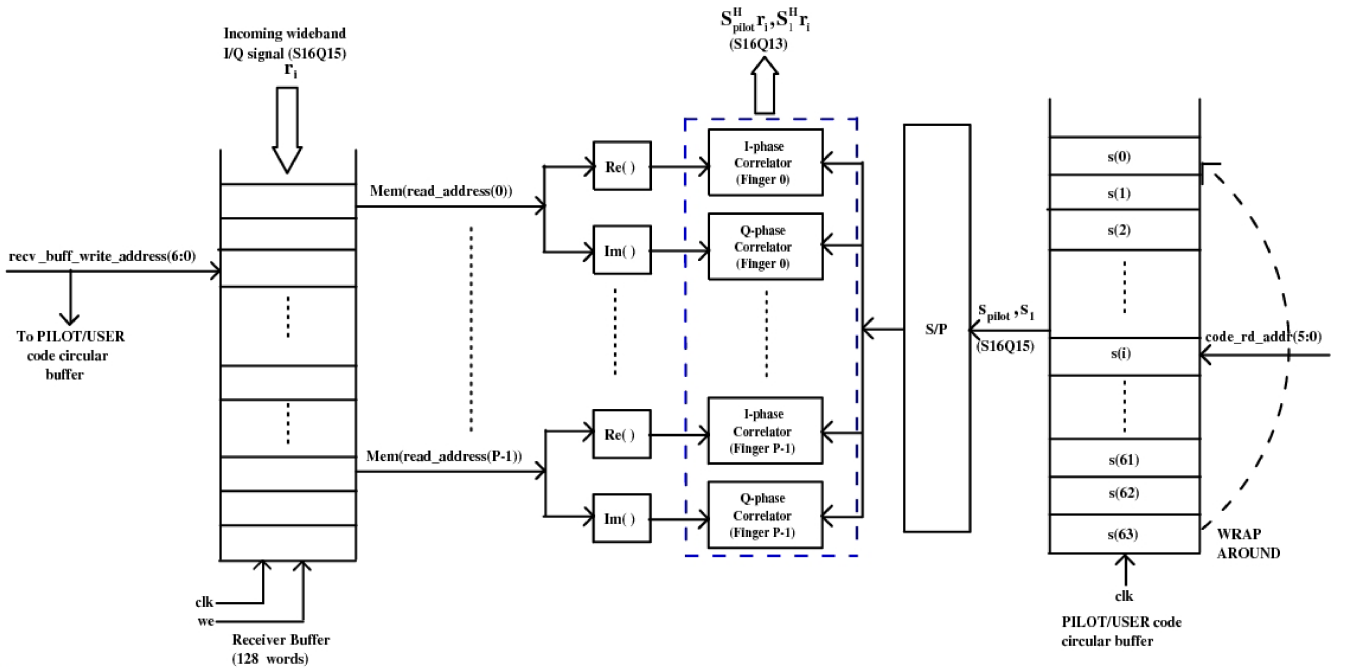 Incoming wideband
I/Q signal (S16Q15)
r_i
recv_buff_write_address(6:0)
To PILOT/USER
code circular
buffer
clk
we
Receiver Buffer
(128 words)
Mem(read_address(0))
Mem(read_address(P-1))
Re( )
Im( )
Re( )
Im( )
S^H_pilot r_i, S^H_1 r_i
(S16Q13)
I-phase
Correlator
(Finger 0)
Q-phase
Correlator
(Finger 0)
I-phase
Correlator
(Finger P-1)
Q-phase
Correlator
(Finger P-1)
S/P
S_pilot, S_1
(S16Q15)
s(0)
s(1)
s(2)
s(i)
s(61)
s(62)
s(63)
code_rd_addr(5:0)
WRAP
AROUND
clk
PILOT/USER code
circular buffer